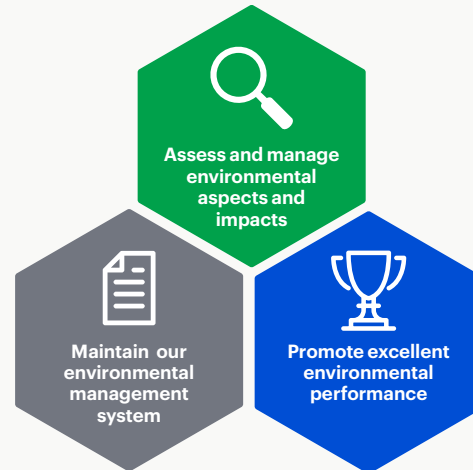 Assess and manage
environmental
aspects and
impacts
Maintain our
environmental
management
system
Promote excellent
environmental
performance